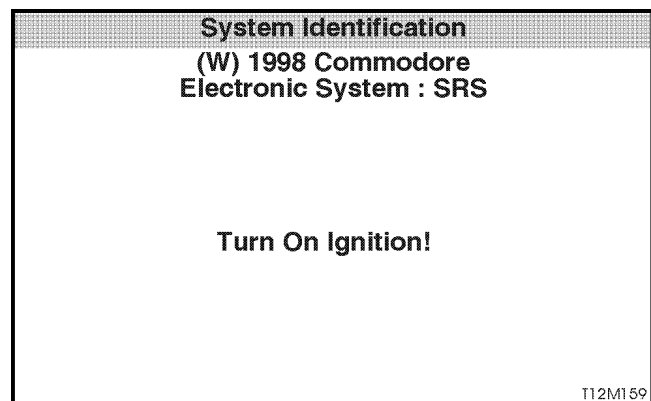 System Identification
(W) 1998 Commodore
Electronic System : SRS
Turn On Ignition!
T12M159